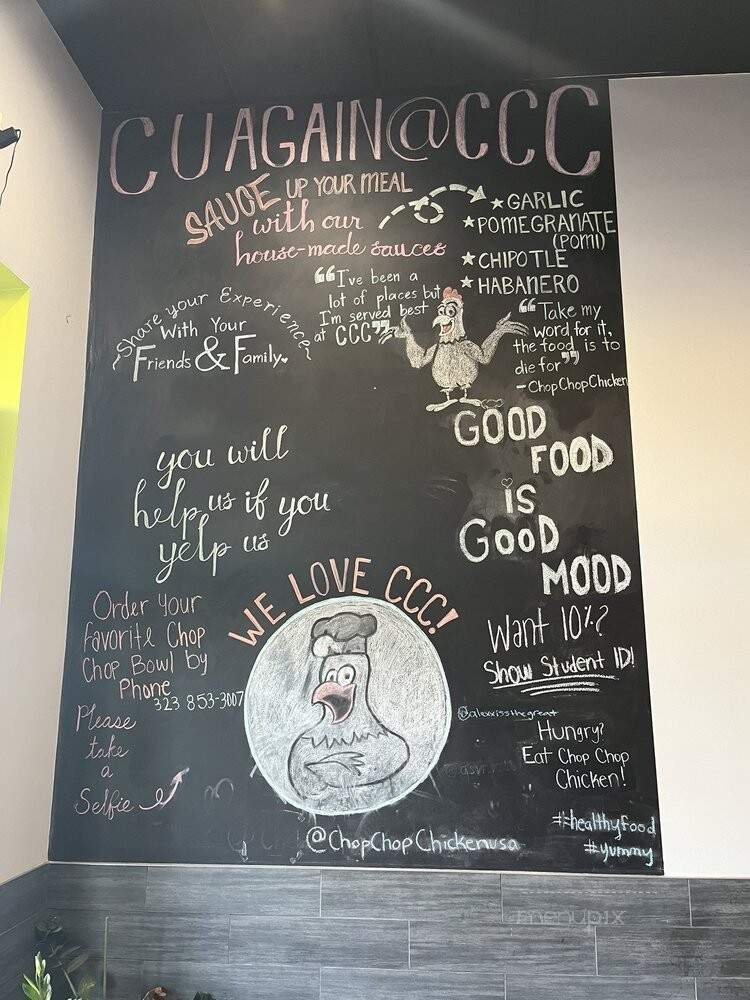 CU AGAIN@CCC
SAUCE UP YOUR MEAL
with our
house-made sauces
★GARLIC
★POMEGRANATE
(POMI)
★CHIPOTLE
★HABANERO
~Share your Experience~
With Your
Friends & Family♥
❝I've been a
lot of places but
I'm served best
at CCC❞
❝Take my
word for it,
the food is to
die for❞
-ChopChopChicken
GOOD
FOOD
iS
GooD
MOOD
you will
help us if you
yelp us
WE LOVE CCC!
Order Your
favorite Chop
Chop Bowl by
Phone
323 853-3007
Please
take
a
Selfie
Want 10%?
Show Student ID!
@alexissthegreat
Hungry?
Eat Chop Chop
Chicken!
@ChopChopChickenusa
#healthyfood
#yummy
menupix